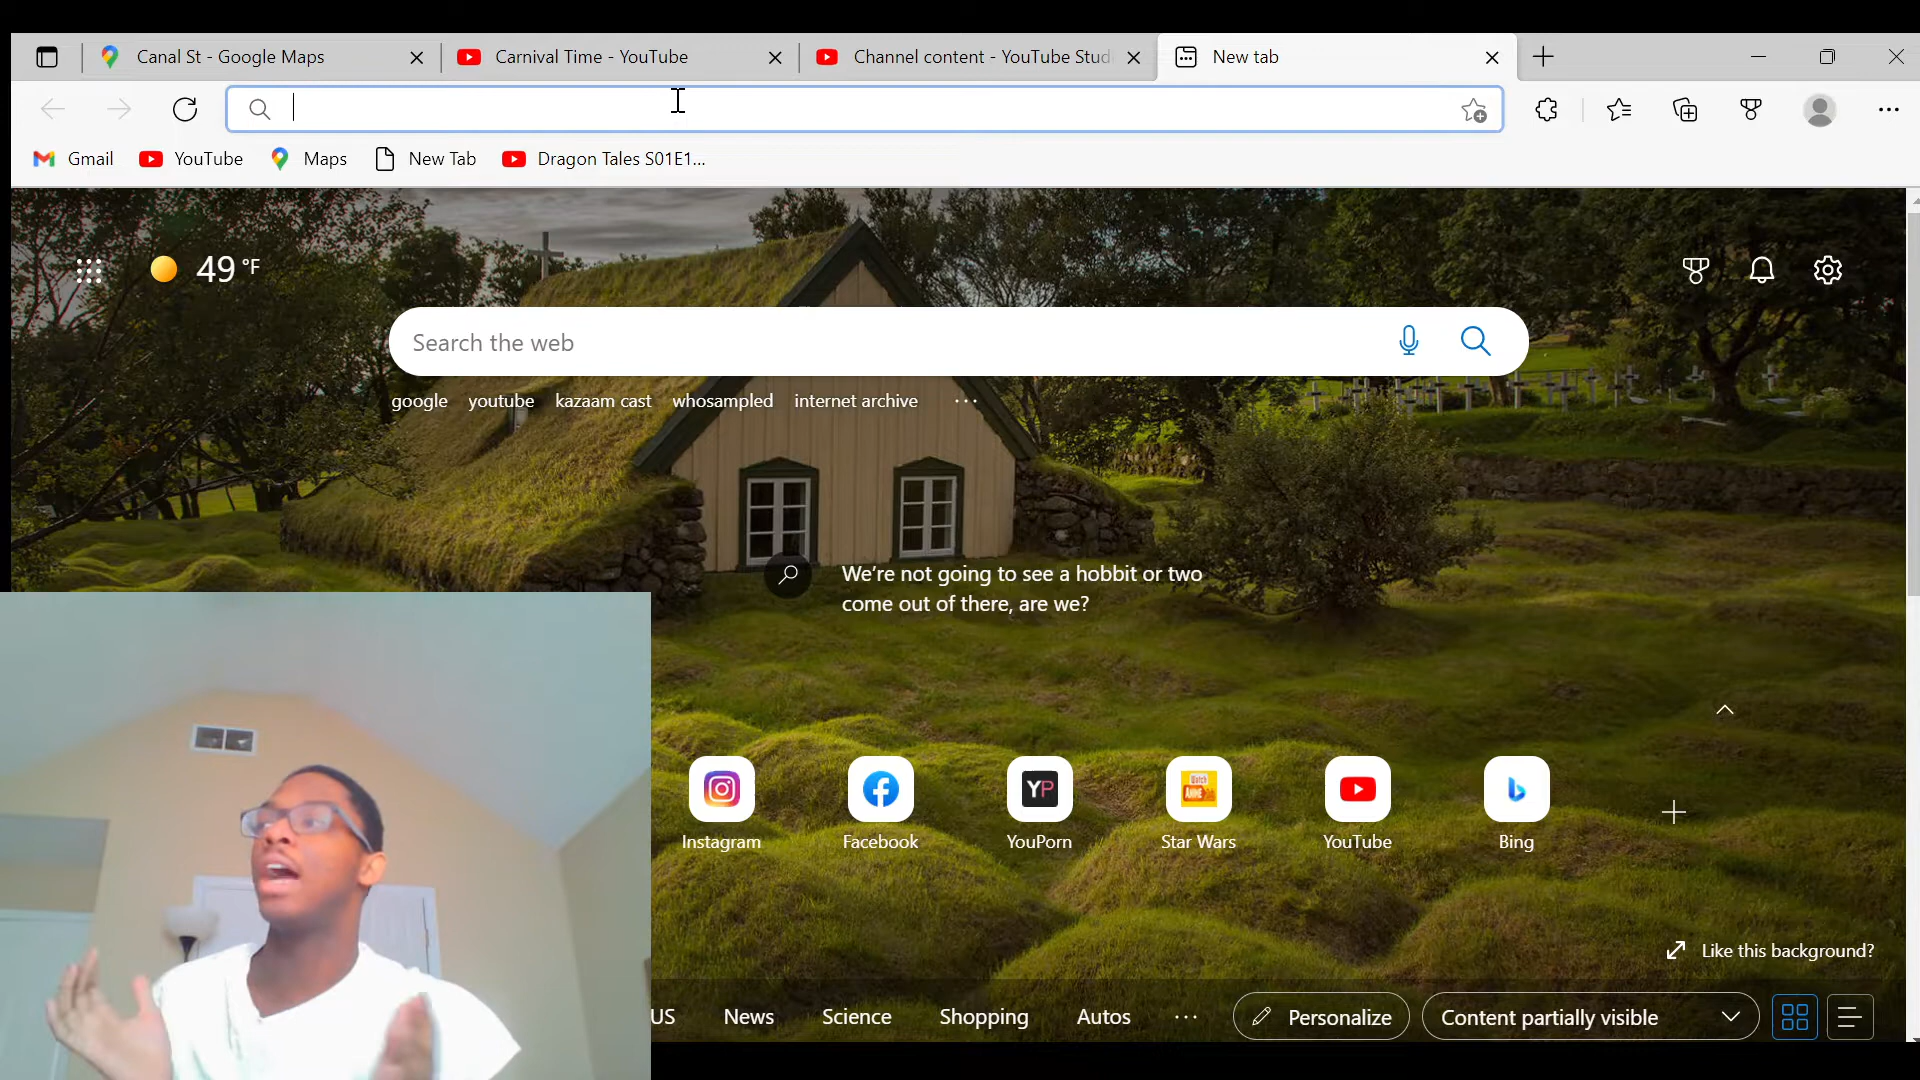 Canal St - Google Maps
Carnival Time - YouTube
Channel content - YouTube Stud
New tab
Gmail
YouTube
Maps
New Tab
Dragon Tales S01E1...
49 °F
Search the web
google youtube kazaam cast whosampled internet archive ...
We're not going to see a hobbit or two
come out of there, are we?
YP
Watch
Instagram
Facebook
YouPorn
Star Wars
YouTube
Bing
Like this background?
US
News
Science
Shopping
Autos
...
Personalize
Content partially visible